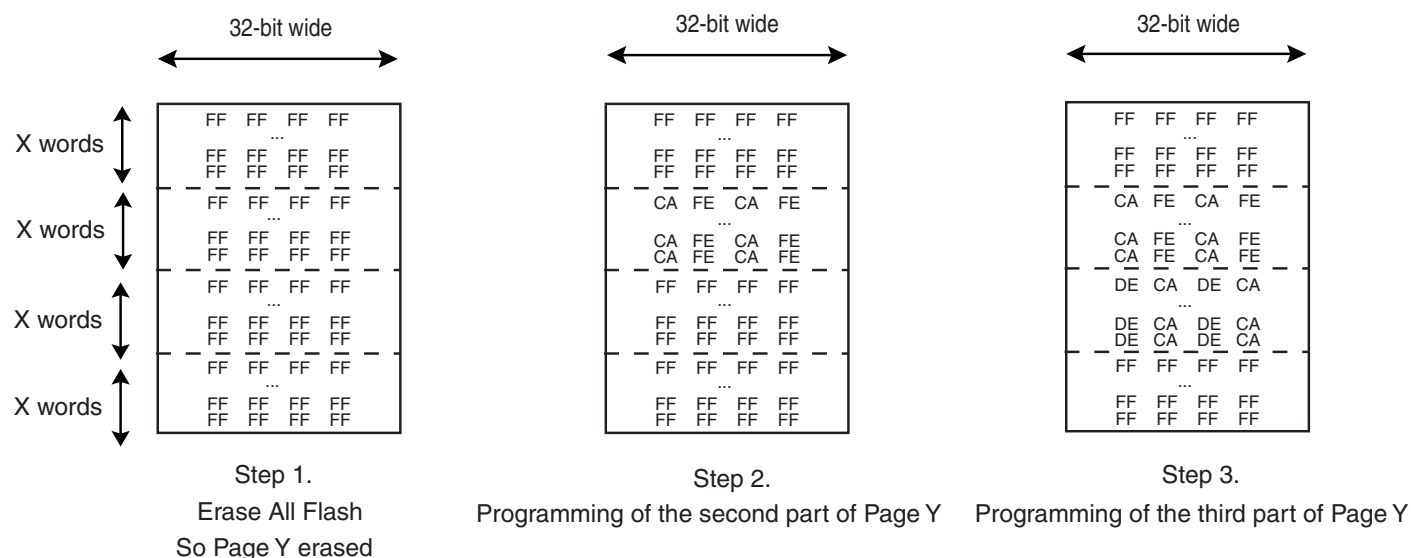 32-bit wide
32-bit wide
32-bit wide
X words
X words
X words
X words
FF FF FF FF
...
FF FF FF FF
FF FF FF FF
FF FF FF FF
...
FF FF FF FF
FF FF FF FF
FF FF FF FF
...
FF FF FF FF
FF FF FF FF
FF FF FF FF
...
FF FF FF FF
FF FF FF FF
FF FF FF FF
...
FF FF FF FF
FF FF FF FF
CA FE CA FE
...
CA FE CA FE
CA FE CA FE
FF FF FF FF
...
FF FF FF FF
FF FF FF FF
FF FF FF FF
...
FF FF FF FF
FF FF FF FF
FF FF FF FF
...
FF FF FF FF
FF FF FF FF
CA FE CA FE
...
CA FE CA FE
CA FE CA FE
DE CA DE CA
...
DE CA DE CA
DE CA DE CA
FF FF FF FF
...
FF FF FF FF
FF FF FF FF
Step 1.
Erase All Flash
So Page Y erased
Step 2.
Programming of the second part of Page Y
Step 3.
Programming of the third part of Page Y